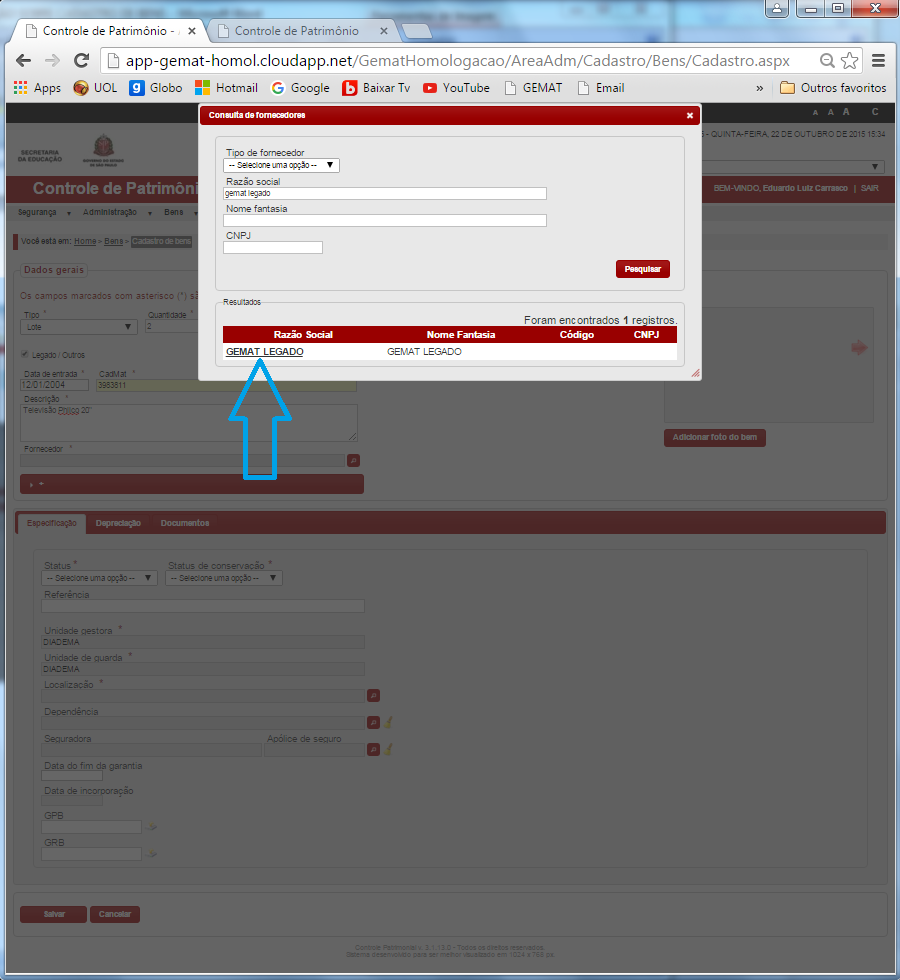 Controle de Patrimônio - A
Controle de Patrimônio
app-gemat-homol.cloudapp.net/GematHomologacao/AreaAdm/Cadastro/Bens/Cadastro.aspx
Apps UOL Globo Hotmail Google Baixar Tv YouTube GEMAT Email » Outros favoritos
Consulta de fornecedores
A A A C
- QUINTA-FEIRA, 22 DE OUTUBRO DE 2015 15:34
SECRETARIA
DA EDUCAÇÃO
GOVERNO DO ESTADO
DE SÃO PAULO
Controle de Patrimôni
BEM-VINDO, Eduardo Luiz Carrasco | SAIR
Segurança Administração Bens
Você está em: Home » Bens » Cadastro de bens
Tipo de fornecedor
-- Selecione uma opção --
Razão social
gemat legado
Nome fantasia
CNPJ
Pesquisar
Resultados
Foram encontrados 1 registros.
Razão Social Nome Fantasia Código CNPJ
GEMAT LEGADO GEMAT LEGADO
Dados gerais
Os campos marcados com asterisco (*) sã
Tipo * Quantidade *
Lote 2
Legado / Outros
Data de entrada * CadMat *
12/01/2004 3983811
Descrição *
Televisão Philco 20"
Fornecedor *
*
Adicionar foto do bem
Especificação Depreciação Documentos
Status * Status de conservação *
-- Selecione uma opção -- -- Selecione uma opção --
Referência
Unidade gestora *
DIADEMA
Unidade de guarda *
DIADEMA
Localização *
Dependência
Seguradora Apólice de seguro
Data do fim da garantia
Data de incorporação
GPB
GRB
Salvar Cancelar
Controle Patrimonial v. 3.1.13.0 - Todos os direitos reservados
Sistema desenvolvido para ser melhor visualizado em 1024 x 768 px.